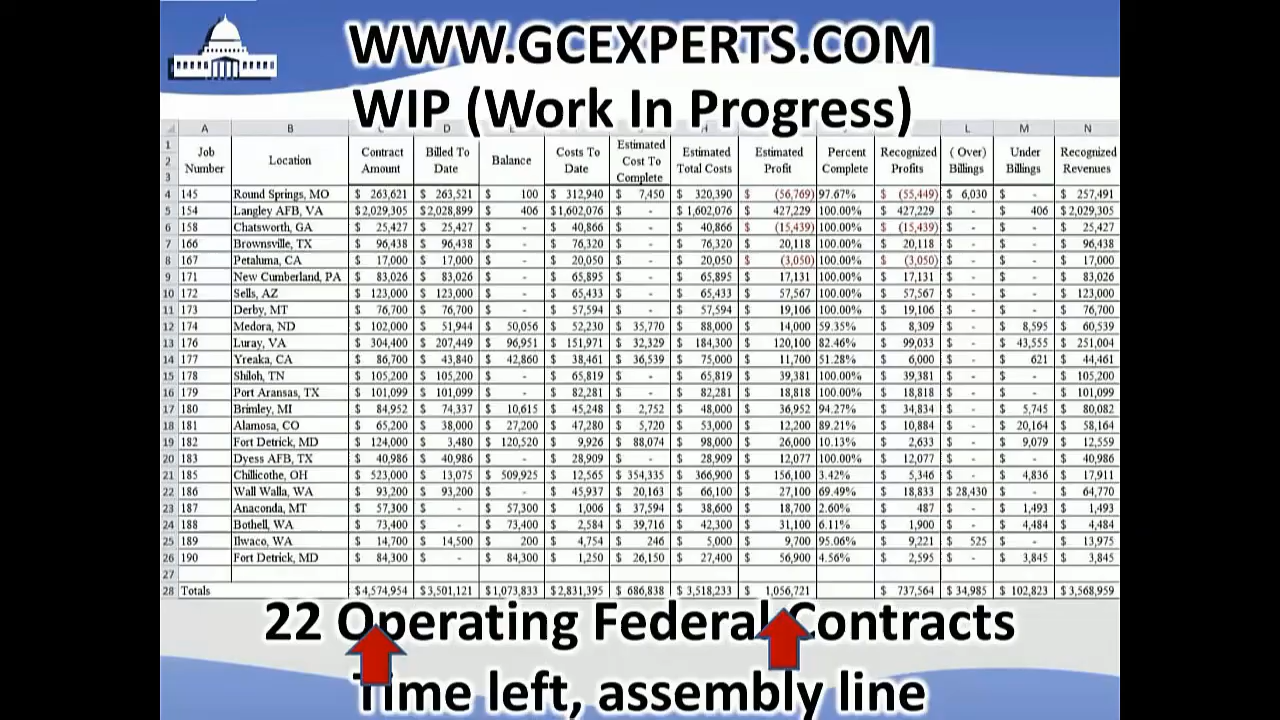 WWW.GCEXPERTS.COM
WIP (Work In Progress)
A B D L M N
1 Job Number Location Contract Amount Billed To Date Balance Costs To Date Estimated Cost To Complete Estimated Total Costs Estimated Profit Percent Complete Recognized Profits ( Over) Billings Under Billings Recognized Revenues
2
3
4 145 Round Springs, MO $ 263,621 $ 263,521 $ 100 $ 312,940 $ 7,450 $ 320,390 $ (56,769) 97.67% $ (55,449) $ 6,030 $ - $ 257,491
5 154 Langley AFB, VA $2,029,305 $2,028,899 $ 406 $1,602,076 $ - $ 1,602,076 $ 427,229 100.00% $ 427,229 $ - $ 406 $2,029,305
6 158 Chatsworth, GA $ 25,427 $ 25,427 $ - $ 40,866 $ - $ 40,866 $ (15,439) 100.00% $ (15,439) $ - $ - $ 25,427
7 166 Brownsville, TX $ 96,438 $ 96,438 $ - $ 76,320 $ - $ 76,320 $ 20,118 100.00% $ 20,118 $ - $ - $ 96,438
8 167 Petaluma, CA $ 17,000 $ 17,000 $ - $ 20,050 $ - $ 20,050 $ (3,050) 100.00% $ (3,050) $ - $ - $ 17,000
9 171 New Cumberland, PA $ 83,026 $ 83,026 $ - $ 65,895 $ - $ 65,895 $ 17,131 100.00% $ 17,131 $ - $ - $ 83,026
10 172 Sells, AZ $ 123,000 $ 123,000 $ - $ 65,433 $ - $ 65,433 $ 57,567 100.00% $ 57,567 $ - $ - $ 123,000
11 173 Derby, MT $ 76,700 $ 76,700 $ - $ 57,594 $ - $ 57,594 $ 19,106 100.00% $ 19,106 $ - $ - $ 76,700
12 174 Medora, ND $ 102,000 $ 51,944 $ 50,056 $ 52,230 $ 35,770 $ 88,000 $ 14,000 59.35% $ 8,309 $ - $ 8,595 $ 60,539
13 176 Luray, VA $ 304,400 $ 207,449 $ 96,951 $ 151,971 $ 32,329 $ 184,300 $ 120,100 82.46% $ 99,033 $ - $ 43,555 $ 251,004
14 177 Yreaka, CA $ 86,700 $ 43,840 $ 42,860 $ 38,461 $ 36,539 $ 75,000 $ 11,700 51.28% $ 6,000 $ - $ 621 $ 44,461
15 178 Shiloh, TN $ 105,200 $ 105,200 $ - $ 65,819 $ - $ 65,819 $ 39,381 100.00% $ 39,381 $ - $ - $ 105,200
16 179 Port Aransas, TX $ 101,099 $ 101,099 $ - $ 82,281 $ - $ 82,281 $ 18,818 100.00% $ 18,818 $ - $ - $ 101,099
17 180 Brimley, MI $ 84,952 $ 74,337 $ 10,615 $ 45,248 $ 2,752 $ 48,000 $ 36,952 94.27% $ 34,834 $ - $ 5,745 $ 80,082
18 181 Alamosa, CO $ 65,200 $ 38,000 $ 27,200 $ 47,280 $ 5,720 $ 53,000 $ 12,200 89.21% $ 10,884 $ - $ 20,164 $ 58,164
19 182 Fort Detrick, MD $ 124,000 $ 3,480 $ 120,520 $ 9,926 $ 88,074 $ 98,000 $ 26,000 10.13% $ 2,633 $ - $ 9,079 $ 12,559
20 183 Dyess AFB, TX $ 40,986 $ 40,986 $ - $ 28,909 $ - $ 28,909 $ 12,077 100.00% $ 12,077 $ - $ - $ 40,986
21 185 Chillicothe, OH $ 523,000 $ 13,075 $ 509,925 $ 12,565 $ 354,335 $ 366,900 $ 156,100 3.42% $ 5,346 $ - $ 4,836 $ 17,911
22 186 Wall Walla, WA $ 93,200 $ 93,200 $ - $ 45,937 $ 20,163 $ 66,100 $ 27,100 69.49% $ 18,833 $ 28,430 $ - $ 64,770
23 187 Anaconda, MT $ 57,300 $ - $ 57,300 $ 1,006 $ 37,594 $ 38,600 $ 18,700 2.60% $ 487 $ - $ 1,493 $ 1,493
24 188 Bothell, WA $ 73,400 $ - $ 73,400 $ 2,584 $ 39,716 $ 42,300 $ 31,100 6.11% $ 1,900 $ - $ 4,484 $ 4,484
25 189 Ilwaco, WA $ 14,700 $ 14,500 $ 200 $ 4,754 $ 246 $ 5,000 $ 9,700 95.06% $ 9,221 $ 525 $ - $ 13,975
26 190 Fort Detrick, MD $ 84,300 $ - $ 84,300 $ 1,250 $ 26,150 $ 27,400 $ 56,900 4.56% $ 2,595 $ - $ 3,845 $ 3,845
27
28 Totals $4,574,954 $3,501,121 $1,073,833 $2,831,395 $ 686,838 $ 3,518,233 $ 1,056,721 $ 737,564 $ 34,985 $ 102,823 $ 3,568,959
22 Operating Federal Contracts
Time left, assembly line